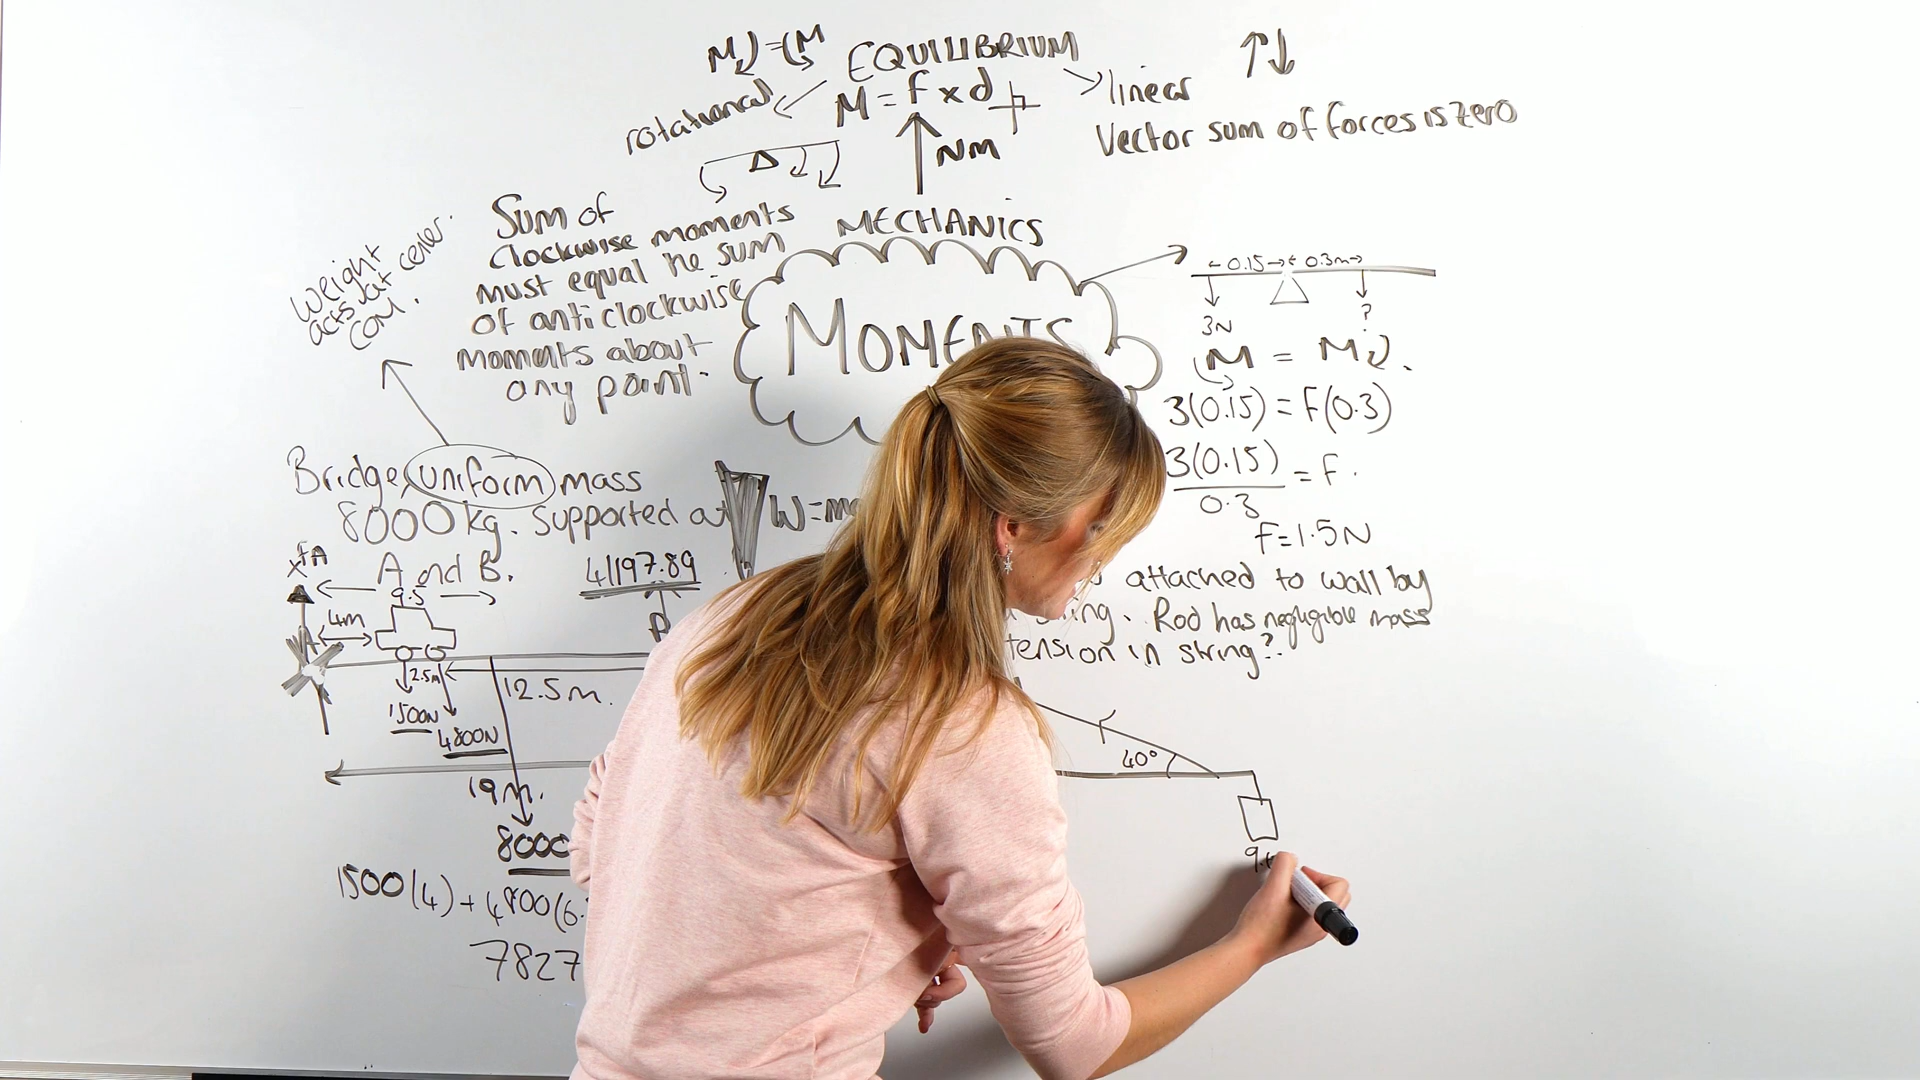 M = M
EQUILIBRIUM
rotational
M = F x d
linear
Vector sum of forces is zero
NM
MECHANICS
MOMENTS
Sum of
Clockwise moments
must equal the sum
of anticlockwise
Moments about
any point.
Weight
acts at center
COM.
Bridge, uniform mass
8000kg. Supported at
W=m
A and B.
FA
9.5
4m
41197.89
2.5m
12.5m.
1500N
4800N
19m.
8000
1500(4) + 4800(6.
7827
0.15 0.3m
3N ?
M = M
3(0.15) = F(0.3)
3(0.15) = F.
0.3
F=1.5N
attached to wall by
Rod has negligible mass
tension in string?
40°
9.